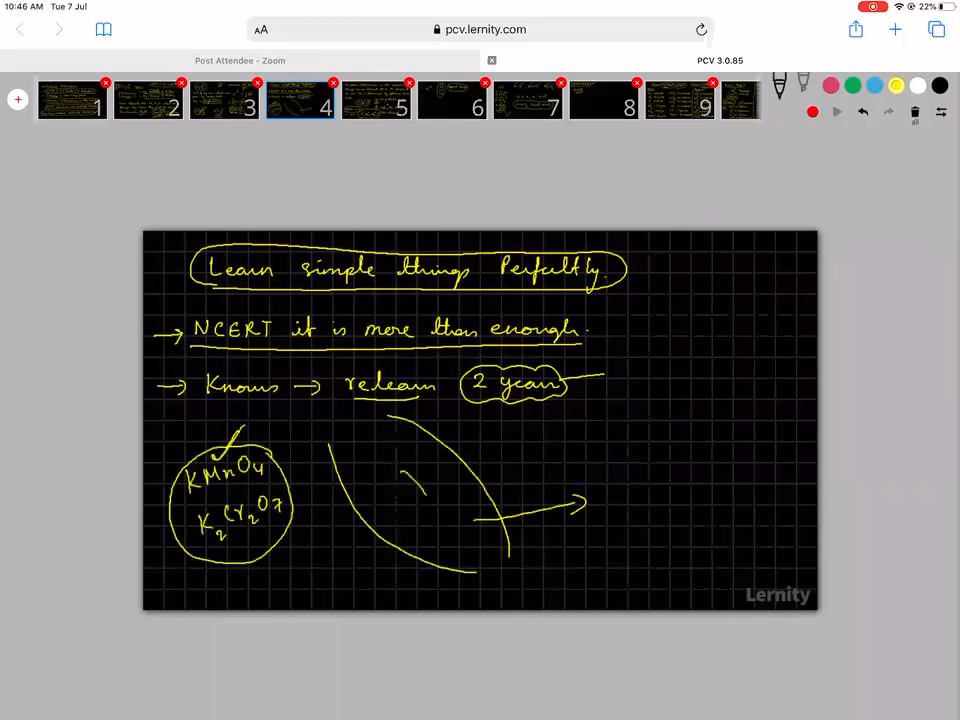 10:46 AM Tue 7 Jul
22%
AA
pcv.lernity.com
Post Attendee - Zoom
PCV 3.0.85
1 2 3 4 5 6 7 8 9
all
Learn simple things Perfectly.
→ NCERT it is more than enough.
→ Knows → relearn 2 years
KMnO4
K2Cr2O7
Lernity